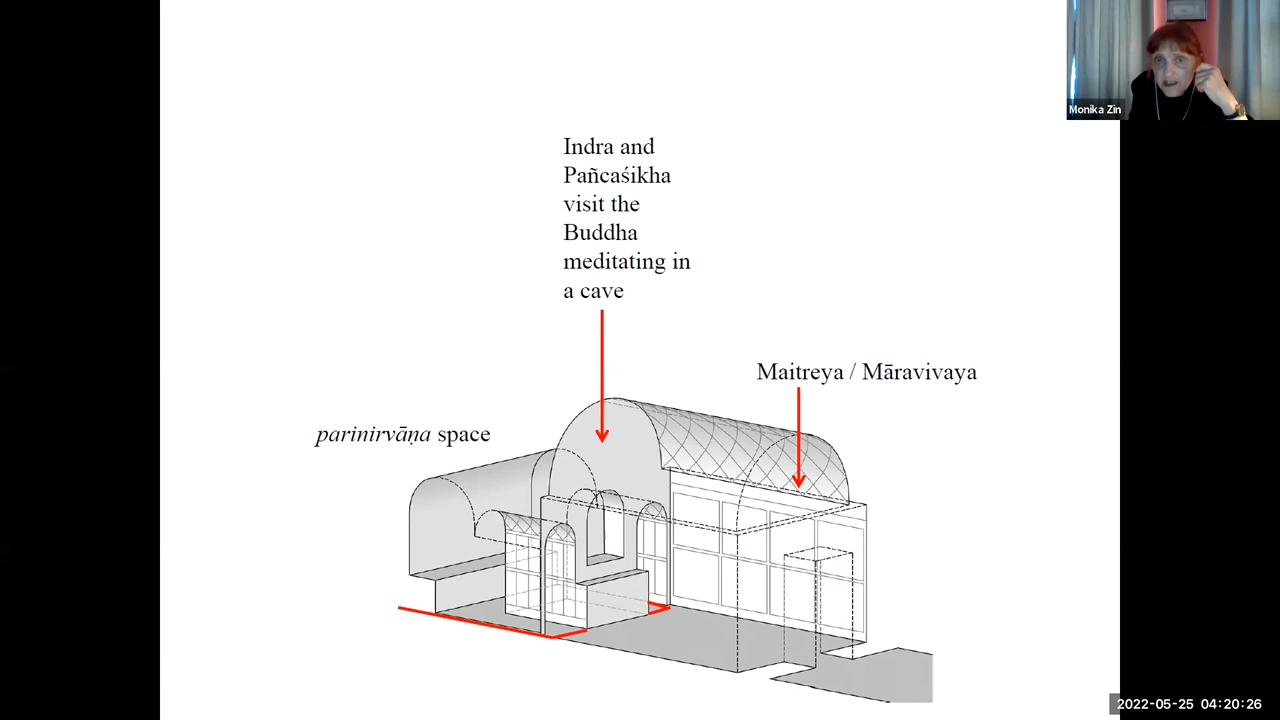 Monika Zin
Indra and
Pañcaśikha
visit the
Buddha
meditating in
a cave
Maitreya / Māravivaya
parinirvāṇa space
2022-05-25 04:20:26